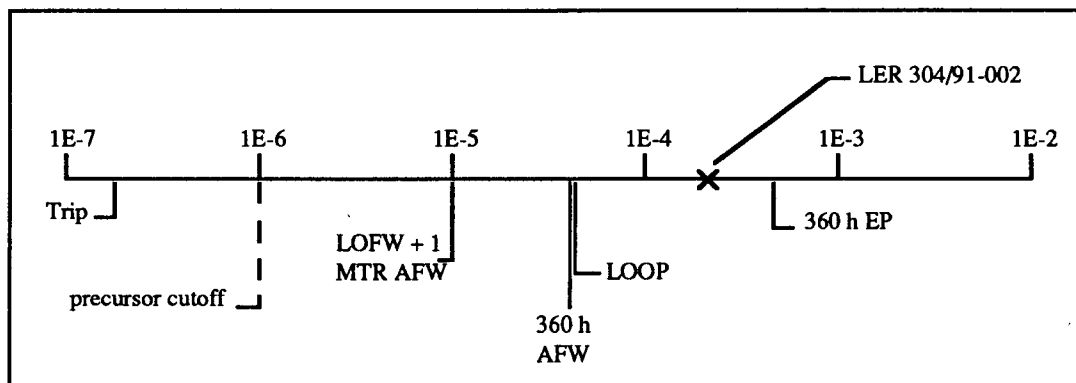 LER 304/91-002
1E-7 1E-6 1E-5 1E-4 1E-3 1E-2
Trip
360 h EP
LOFW + 1
MTR AFW
LOOP
precursor cutoff
360 h
AFW